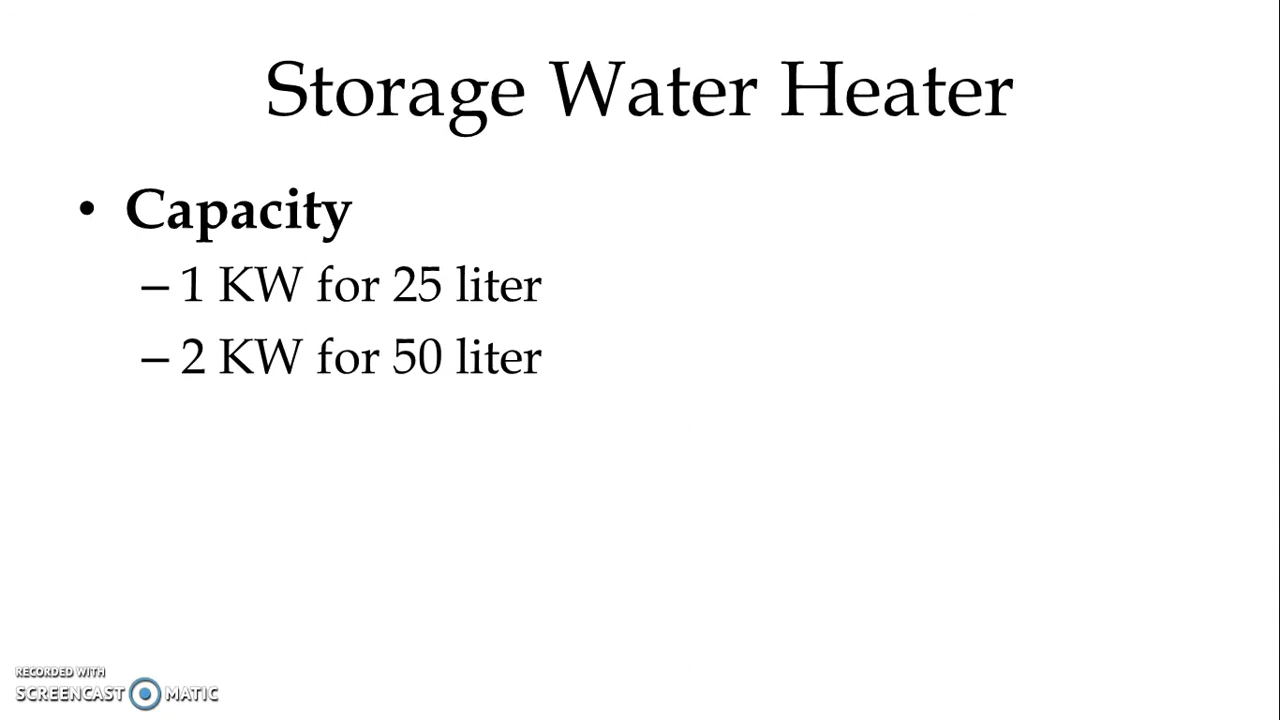 Storage Water Heater
• Capacity
– 1 KW for 25 liter
– 2 KW for 50 liter
RECORDED WITH
SCREENCAST MATIC